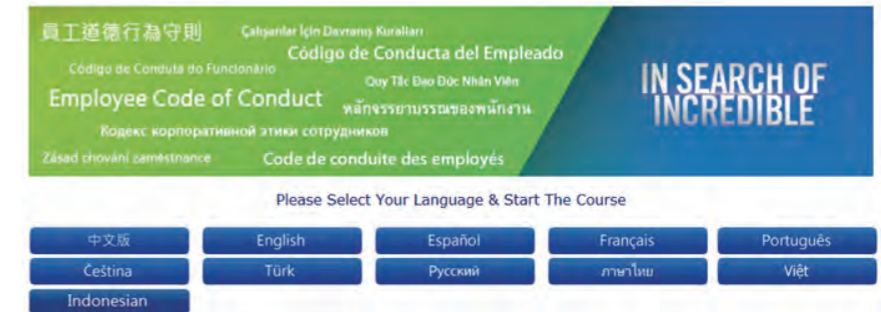 員工道德行為守則
Çalışanlar İçin Davranış Kuralları
Código de Conducta del Empleado
Código de Conduta do Funcionário
Quy Tắc Đạo Đức Nhân Viên
Employee Code of Conduct
หลักจรรยาบรรณของพนักงาน
Кодекс корпоративной этики сотрудников
Zásad chování zaměstnance
Code de conduite des employés
IN SEARCH OF
INCREDIBLE
Please Select Your Language & Start The Course
中文版 English Español Français Português
Čeština Türk Русский ภาษาไทย Việt
Indonesian